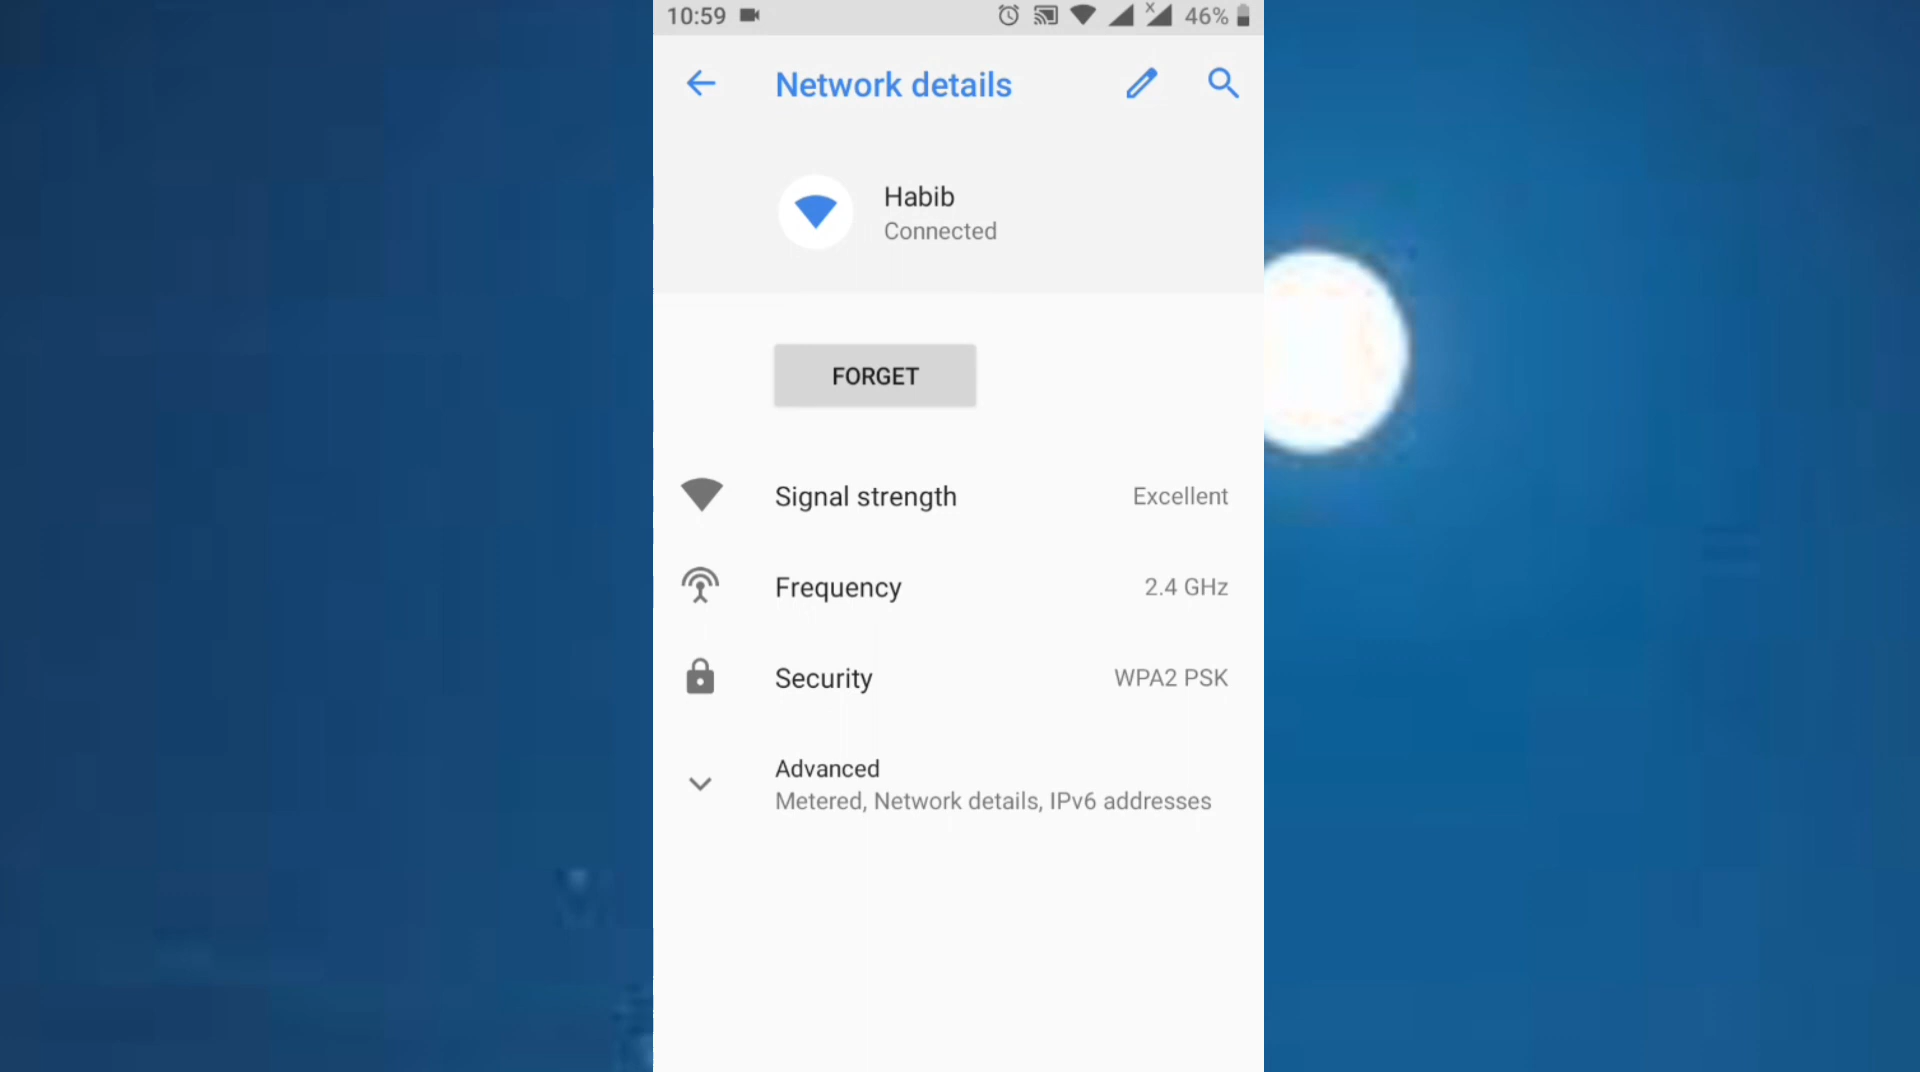 10:59 46%
Network details
Habib
Connected
FORGET
Signal strength Excellent
Frequency 2.4 GHz
Security WPA2 PSK
Advanced
Metered, Network details, IPv6 addresses